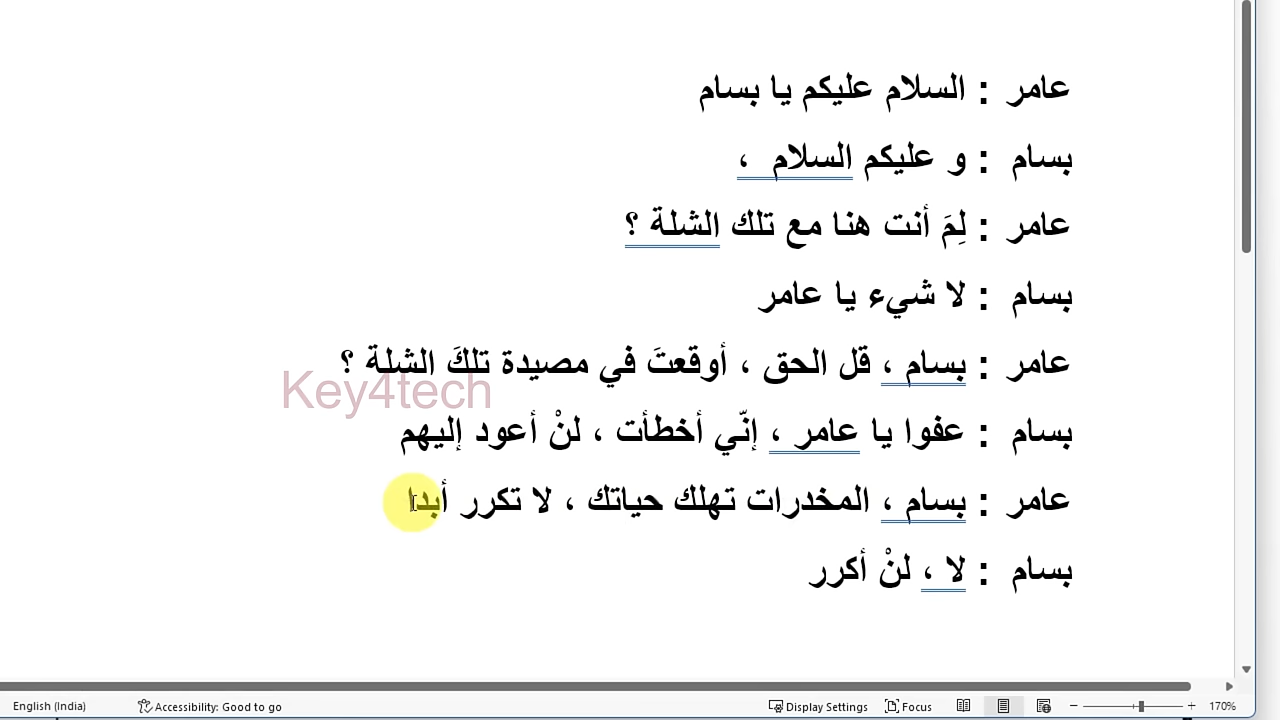 عامر : السلام عليكم يا بسام
بسام : و عليكم السلام ،
عامر : لِمَ أنت هنا مع تلك الشلة ؟
بسام : لا شيء يا عامر
عامر : بسام ، قل الحق ، أوقعتَ في مصيدة تلكَ الشلة ؟
Key4tech
بسام : عفوا يا عامر ، إنّي أخطأت ، لنْ أعود إليهم
عامر : بسام ، المخدرات تهلك حياتك ، لا تكرر أبدا
بسام : لا ، لنْ أكرر
English (India) Accessibility: Good to go Display Settings Focus 170%